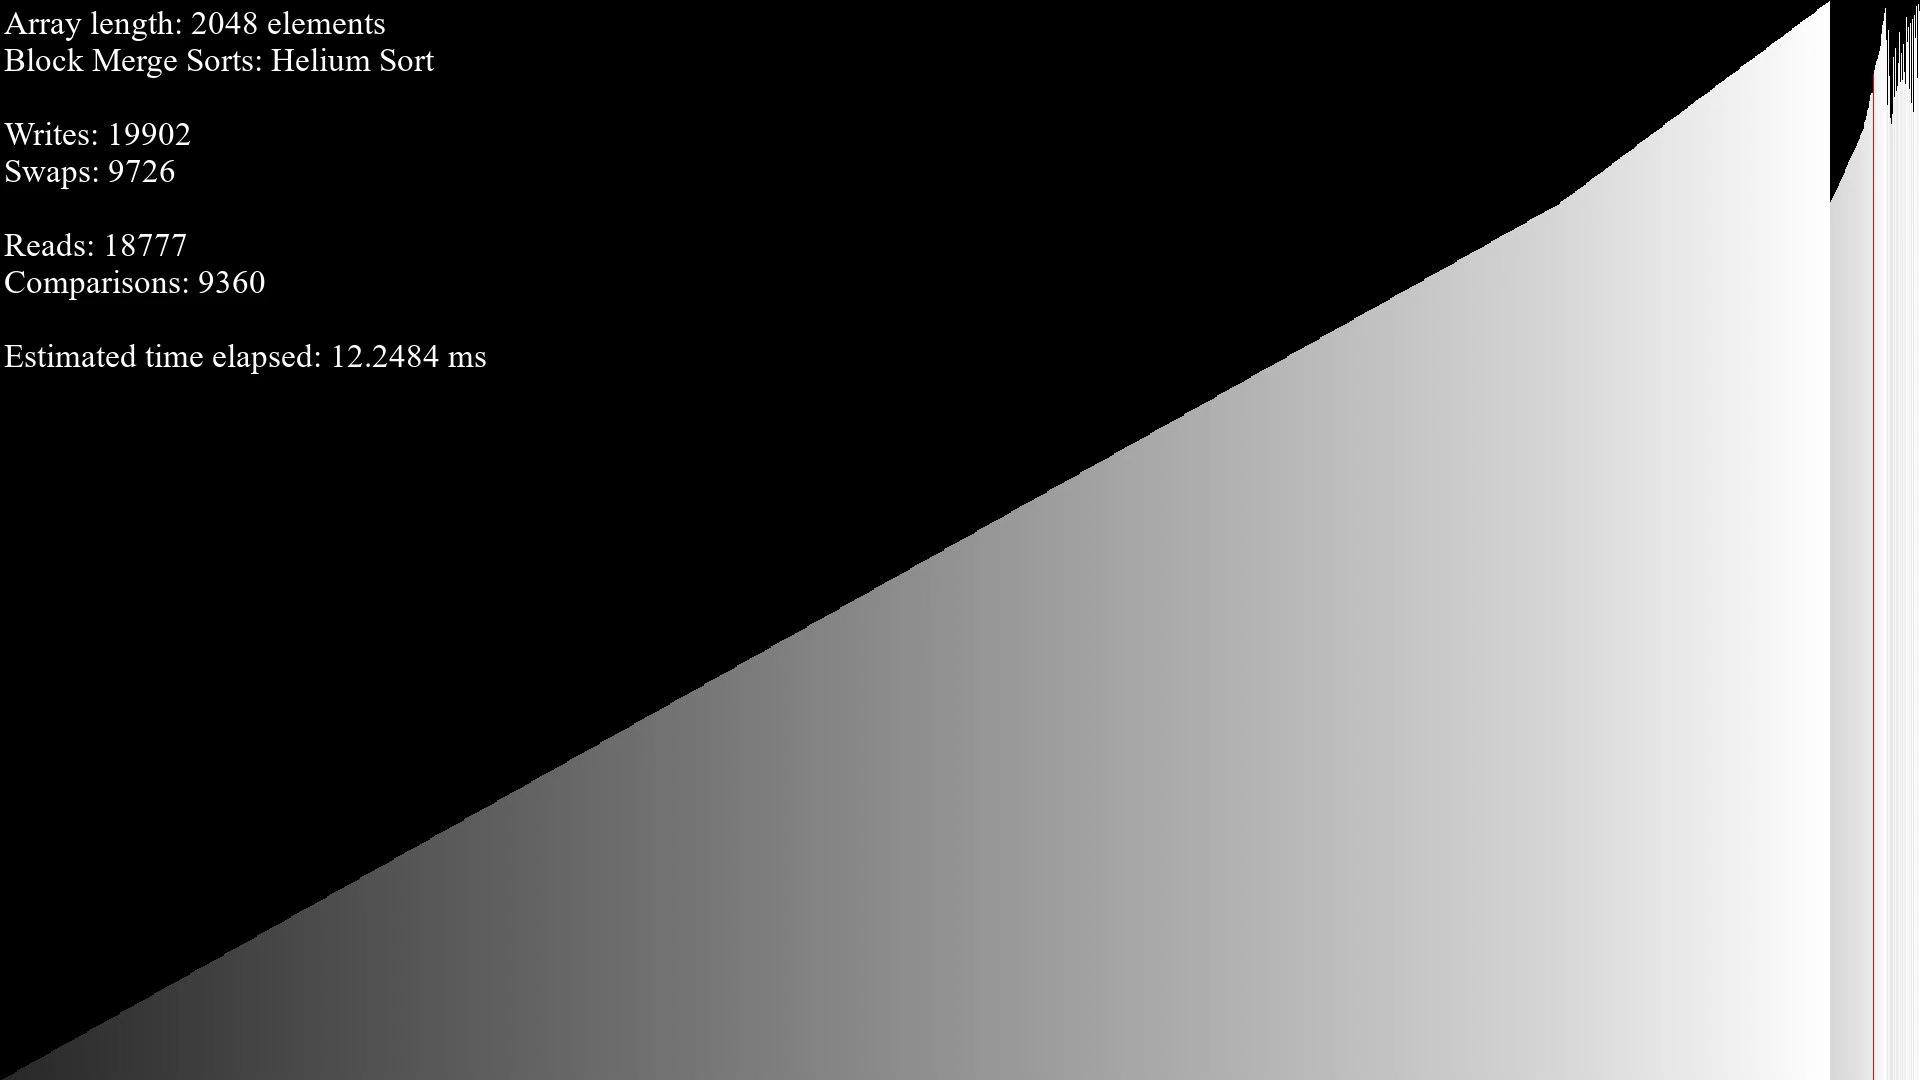 Array length: 2048 elements
Block Merge Sorts: Helium Sort
Writes: 19902
Swaps: 9726
Reads: 18777
Comparisons: 9360
Estimated time elapsed: 12.2484 ms